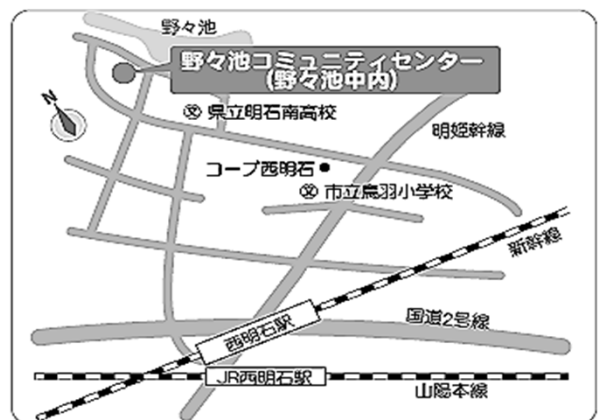 野々池
野々池コミュニティセンター
(野々池中内)
N
文 県立明石南高校
明姫幹線
コープ西明石
文 市立鳥羽小学校
新幹線
国道2号線
西明石駅
JR西明石駅
山陽本線